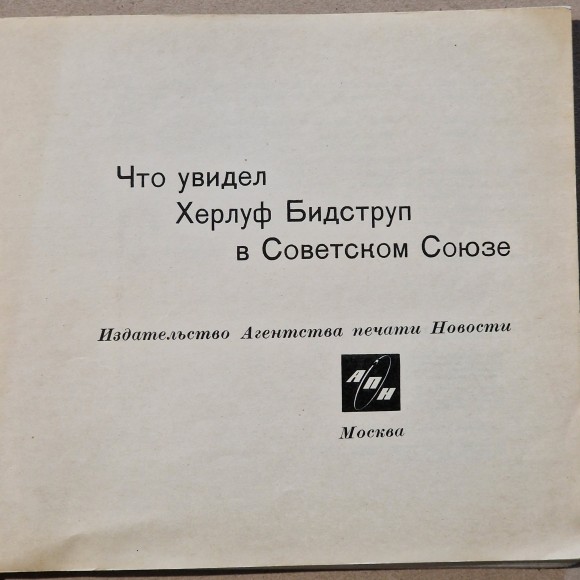 Что увидел
Херлуф Бидструп
в Советском Союзе
Издательство Агентства печати Новости
АПН
Москва